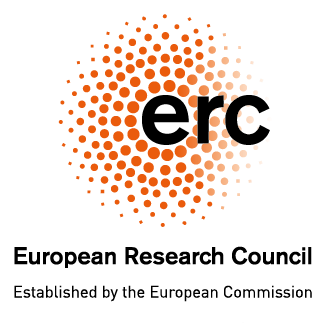 erc
European Research Council
Established by the European Commission